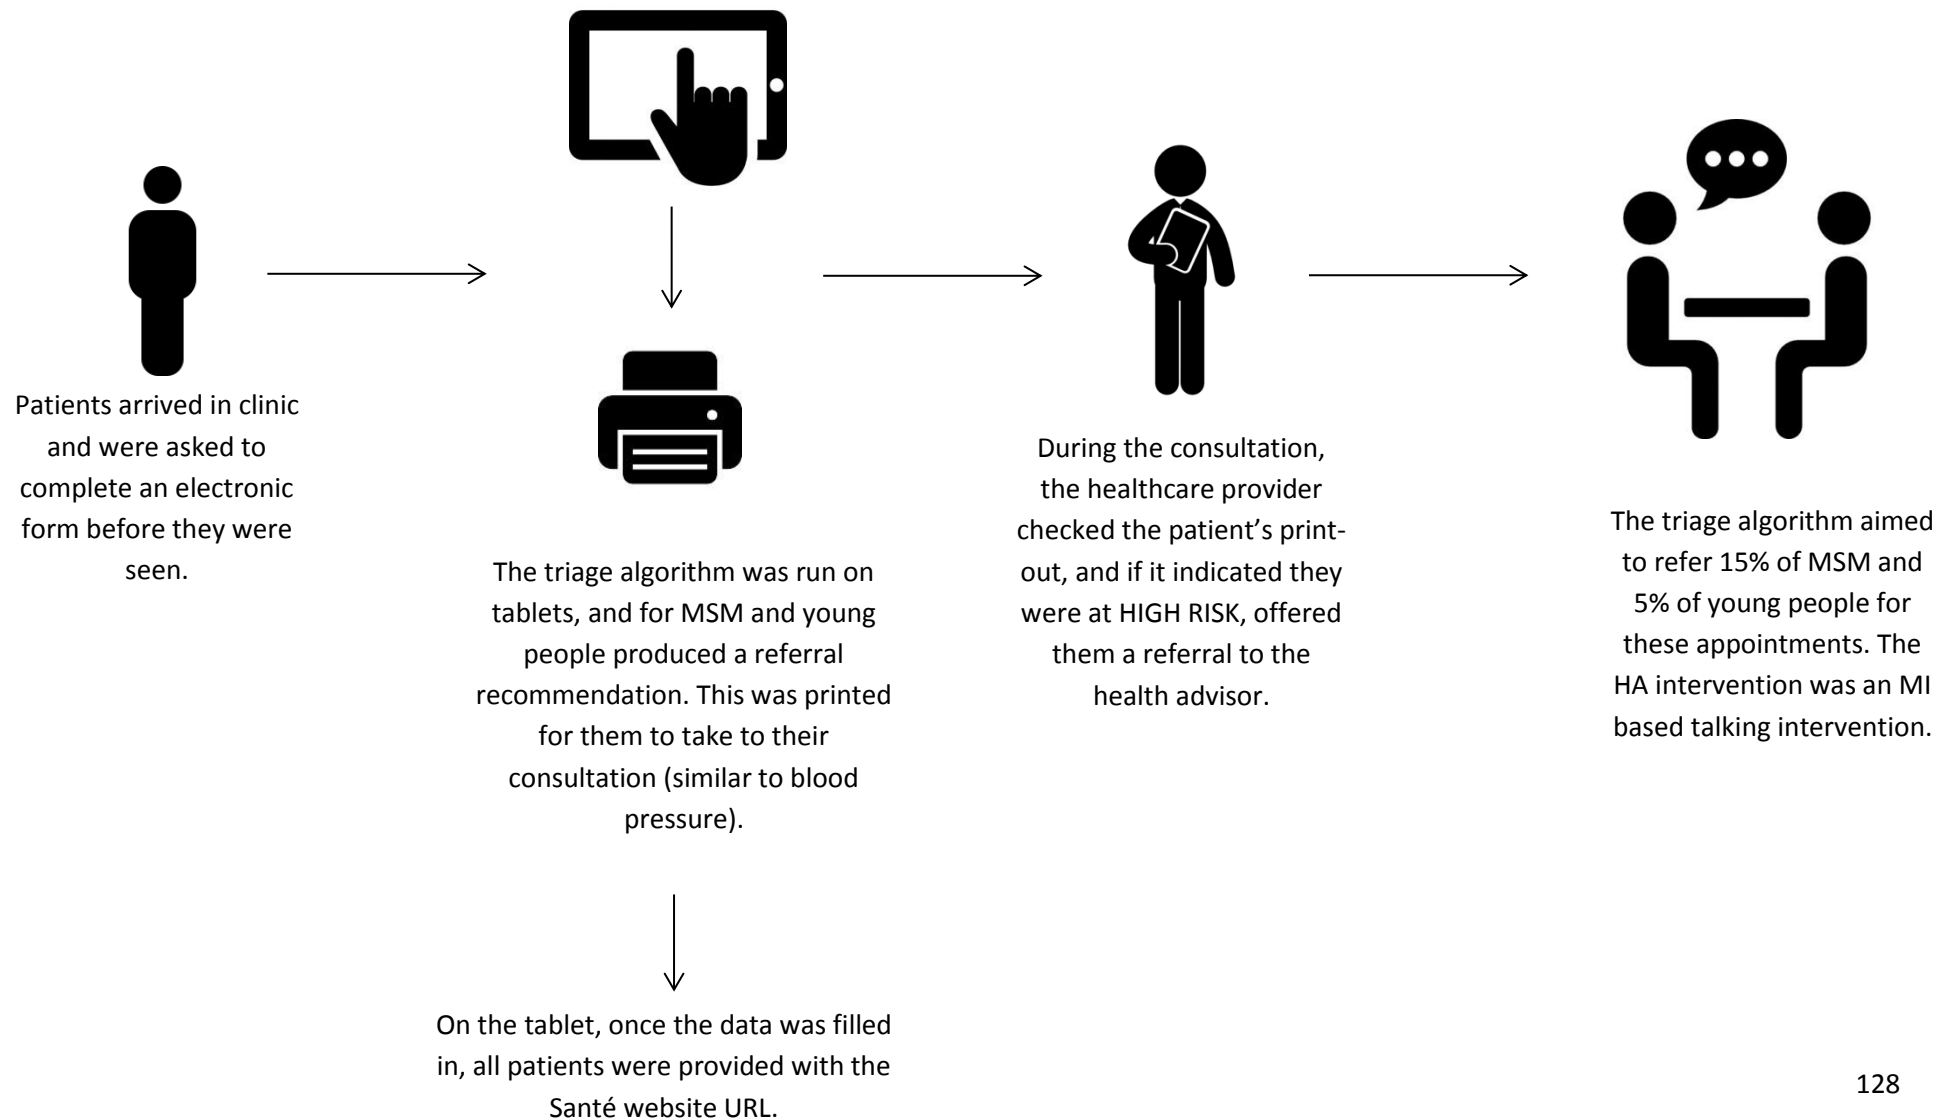 Patients arrived in clinic
and were asked to
complete an electronic
form before they were
seen.
The triage algorithm was run on
tablets, and for MSM and young
people produced a referral
recommendation. This was printed
for them to take to their
consultation (similar to blood
pressure).
On the tablet, once the data was filled
in, all patients were provided with the
Santé website URL.
During the consultation,
the healthcare provider
checked the patient’s print-
out, and if it indicated they
were at HIGH RISK, offered
them a referral to the
health advisor.
The triage algorithm aimed
to refer 15% of MSM and
5% of young people for
these appointments. The
HA intervention was an MI
based talking intervention.
128